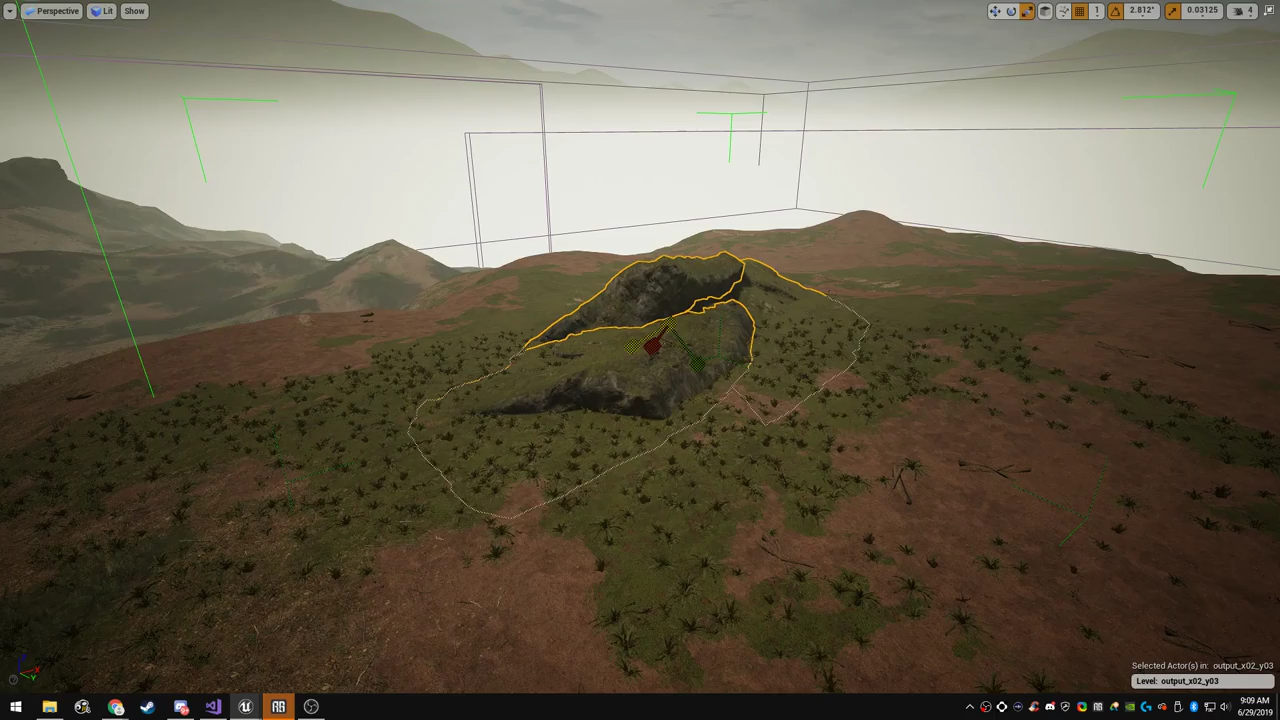 Perspective Lit Show 1 2.812° 0.03125 4
Selected Actor(s) in: output_x02_y03
Level: output_x02_y03
9:09 AM
6/29/2019